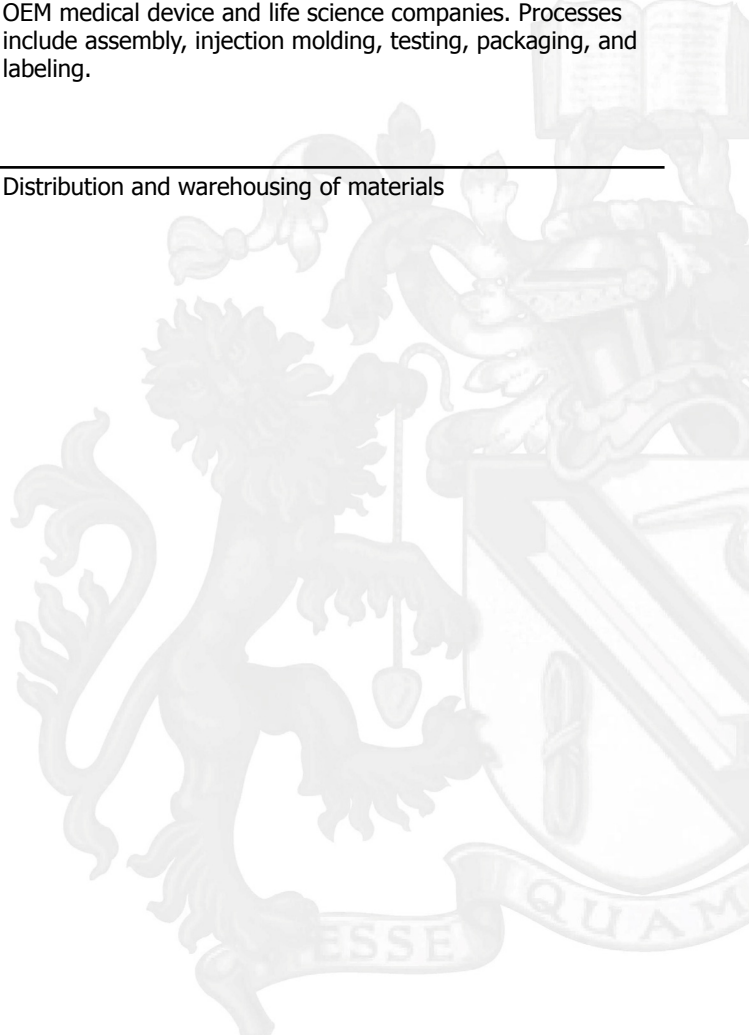 OEM medical device and life science companies. Processes
include assembly, injection molding, testing, packaging, and
labeling.
Distribution and warehousing of materials
ESSE
QUAM